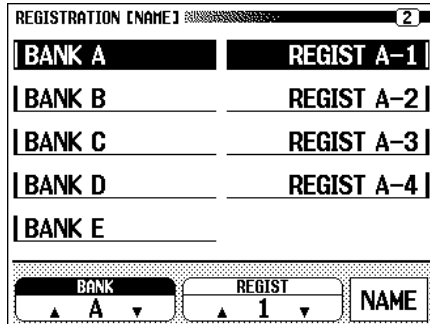 REGISTRATION [NAME] 2
BANK A REGIST A-1
BANK B REGIST A-2
BANK C REGIST A-3
BANK D REGIST A-4
BANK E
BANK REGIST
▲ A ▼ ▲ 1 ▼ NAME